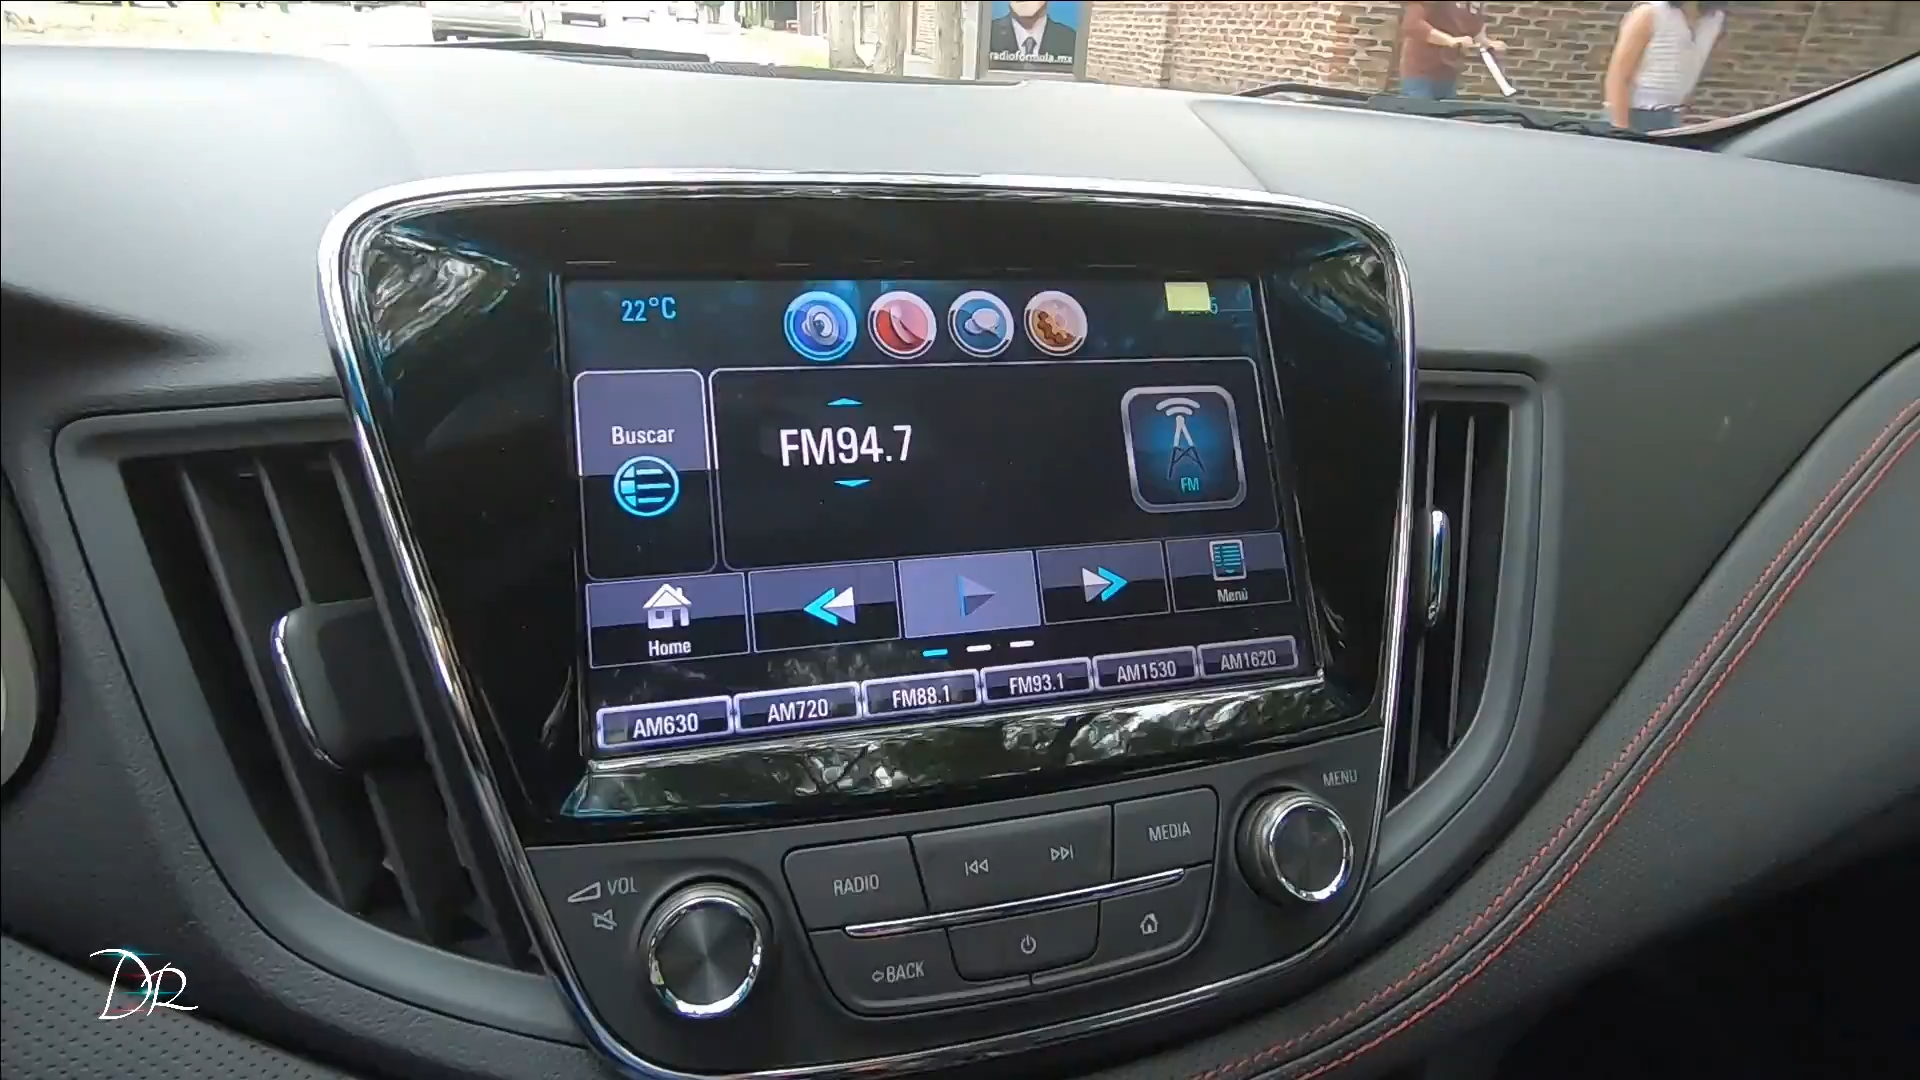 radioformula.mx
22°C
Buscar
FM94.7
FM
Home
Menú
AM630
AM720
FM88.1
FM93.1
AM1530
AM1620
MENU
VOL
RADIO
MEDIA
BACK
DR